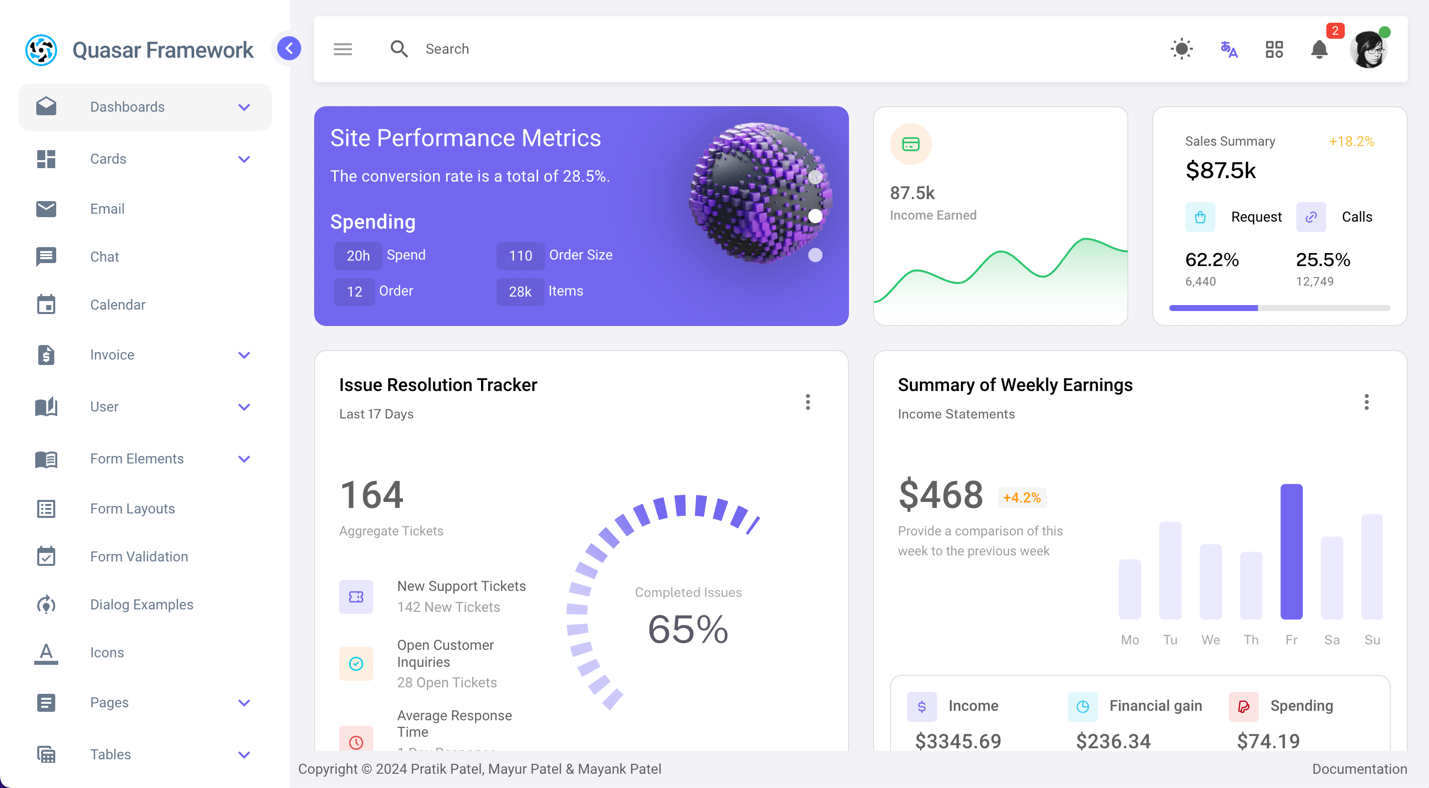 Quasar Framework
Dashboards
Cards
Email
Chat
Calendar
Invoice
User
Form Elements
Form Layouts
Form Validation
Dialog Examples
Icons
Pages
Tables
Search
2
Site Performance Metrics
The conversion rate is a total of 28.5%.
Spending
20h Spend
110 Order Size
12 Order
28k Items
87.5k
Income Earned
Sales Summary
+18.2%
$87.5k
Request
Calls
62.2%
25.5%
6,440
12,749
Issue Resolution Tracker
Last 17 Days
164
Aggregate Tickets
New Support Tickets
142 New Tickets
Open Customer
Inquiries
28 Open Tickets
Average Response
Time
1 Day Response
Completed Issues
65%
Summary of Weekly Earnings
Income Statements
$468
+4.2%
Provide a comparison of this
week to the previous week
Mo Tu We Th Fr Sa Su
Income
$3345.69
Financial gain
$236.34
Spending
$74.19
Copyright © 2024 Pratik Patel, Mayur Patel & Mayank Patel
Documentation